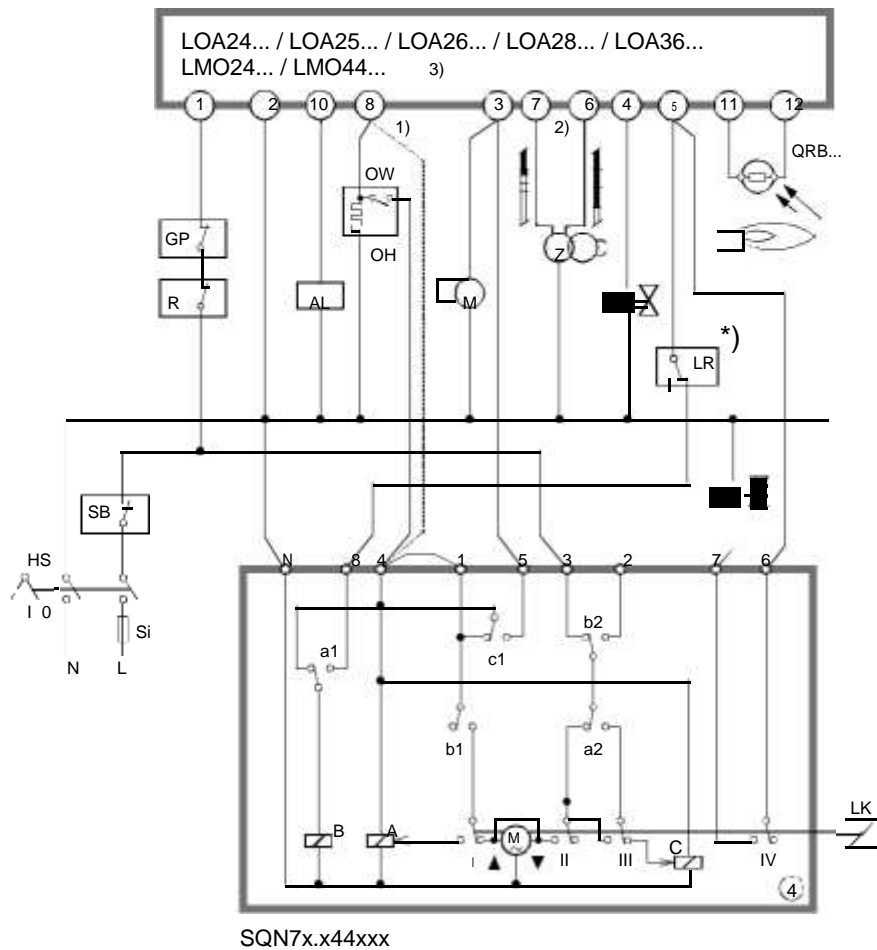 LOA24... / LOA25... / LOA26... / LOA28... / LOA36...
LMO24... / LMO44... 3)
1 2 10 8 3 7 6 4 5 11 12
1) 2)
QRB...
OW
GP
OH
Z
R
AL
M
*)
LR
SB
HS
I 0
Si
N L
N 8 4 1 5 3 2 7 6
b2
a1
c1
b1
a2
B A M C
LK
I II III IV
4
SQN7x.x44xxx